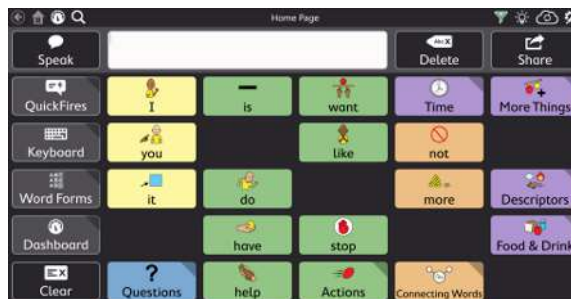 Home Page
Speak
Abc X
Delete
Share
QuickFires
I
is
want
Time
More Things
Keyboard
you
like
not
Word Forms
it
do
more
Descriptors
Dashboard
have
stop
Food & Drink
Clear
?
Questions
help
Actions
Connecting Words